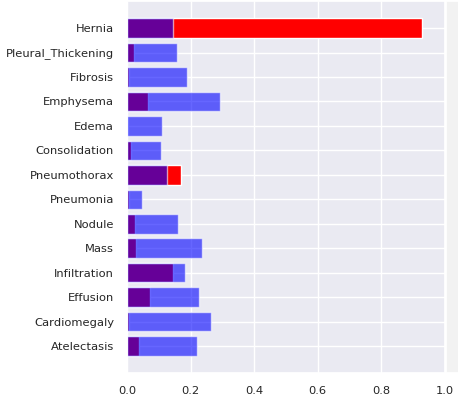 Hernia
Pleural_Thickening
Fibrosis
Emphysema
Edema
Consolidation
Pneumothorax
Pneumonia
Nodule
Mass
Infiltration
Effusion
Cardiomegaly
Atelectasis
0.0 0.2 0.4 0.6 0.8 1.0